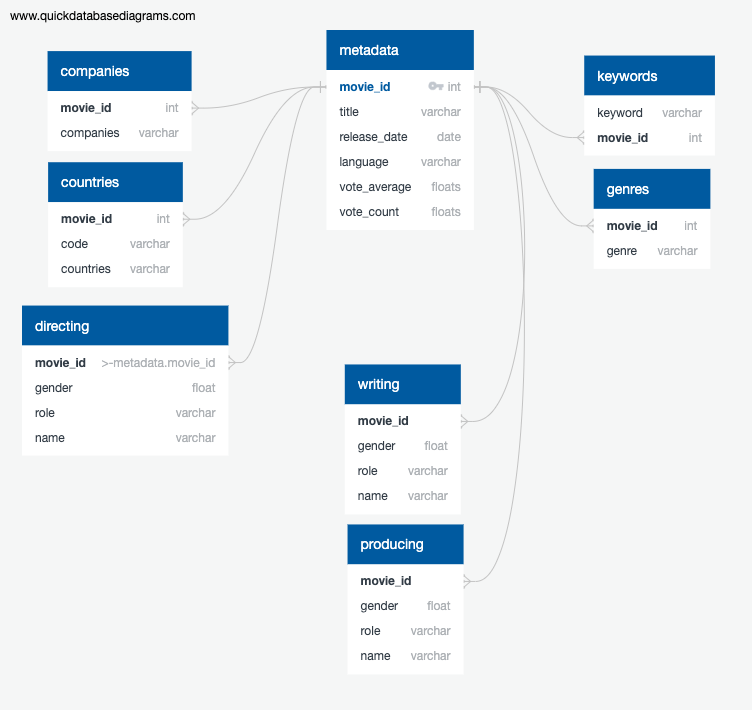 www.quickdatabasediagrams.com
companies
movie_id int
companies varchar
countries
movie_id int
code varchar
countries varchar
directing
movie_id >-metadata.movie_id
gender float
role varchar
name varchar
metadata
movie_id int
title varchar
release_date date
language varchar
vote_average floats
vote_count floats
writing
movie_id
gender float
role varchar
name varchar
producing
movie_id
gender float
role varchar
name varchar
keywords
keyword varchar
movie_id int
genres
movie_id int
genre varchar